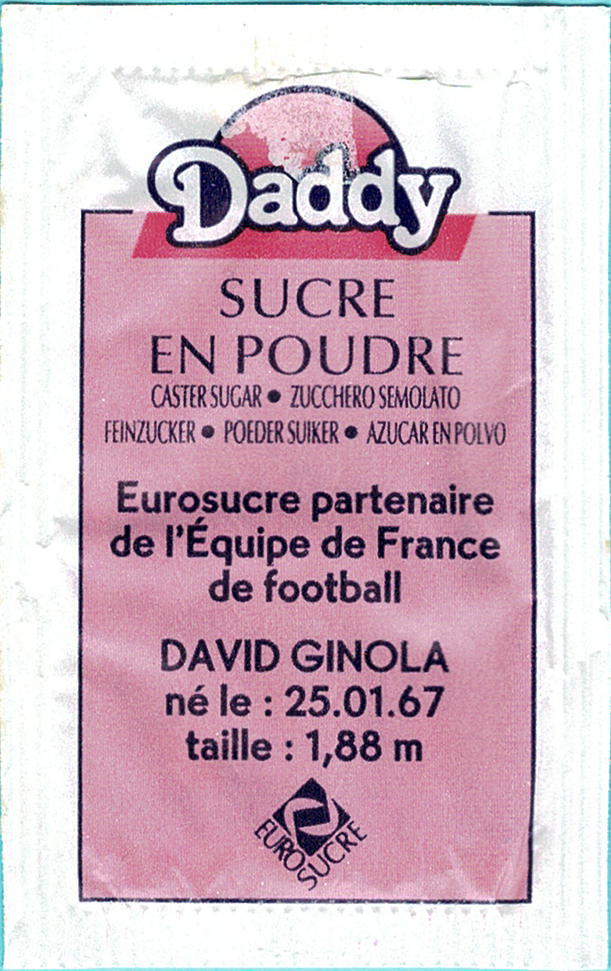 Daddy
SUCRE
EN POUDRE
CASTER SUGAR • ZUCCHERO SEMOLATO
FEINZUCKER • POEDER SUIKER • AZUCAR EN POLVO
Eurosucre partenaire
de l'Équipe de France
de football
DAVID GINOLA
né le : 25.01.67
taille : 1,88 m
EUROSUCRE